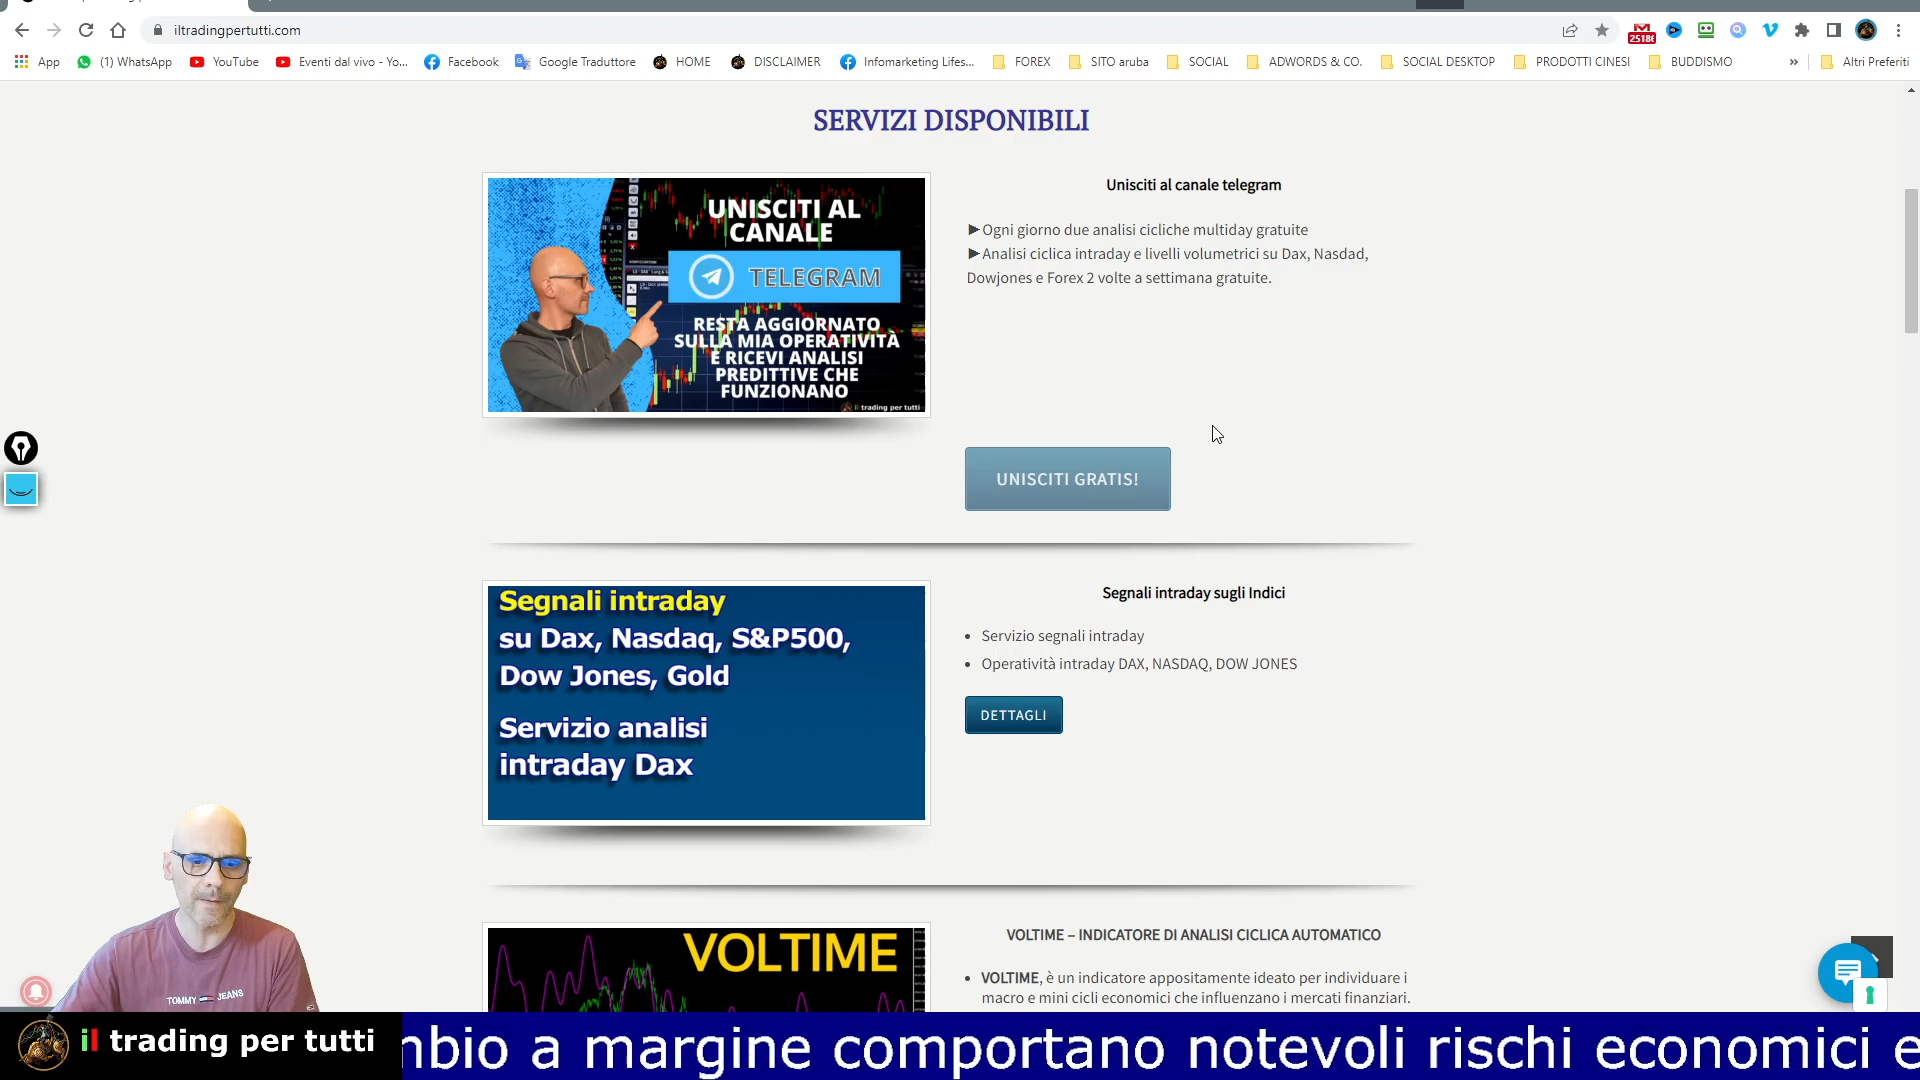 iltradingpertutti.com
2518
App
(1) WhatsApp
YouTube
Eventi dal vivo - Yo...
Facebook
Google Traduttore
HOME
DISCLAIMER
Infomarketing Lifes...
FOREX
SITO aruba
SOCIAL
ADWORDS & CO.
SOCIAL DESKTOP
PRODOTTI CINESI
BUDDISMO
»
Altri Preferiti
SERVIZI DISPONIBILI
UNISCITI AL
CANALE
TELEGRAM
RESTA AGGIORNATO
SULLA MIA OPERATIVITÀ
E RICEVI ANALISI
PREDITTIVE CHE
FUNZIONANO
il trading per tutti
Unisciti al canale telegram
►Ogni giorno due analisi cicliche multiday gratuite
►Analisi ciclica intraday e livelli volumetrici su Dax, Nasdad,
Dowjones e Forex 2 volte a settimana gratuite.
UNISCITI GRATIS!
Segnali intraday
su Dax, Nasdaq, S&P500,
Dow Jones, Gold
Servizio analisi
intraday Dax
Segnali intraday sugli Indici
• Servizio segnali intraday
• Operatività intraday DAX, NASDAQ, DOW JONES
DETTAGLI
VOLTIME
VOLTIME – INDICATORE DI ANALISI CICLICA AUTOMATICO
• VOLTIME, è un indicatore appositamente ideato per individuare i
macro e mini cicli economici che influenzano i mercati finanziari.
TOMMY JEANS
il trading per tutti
mbio a margine comportano notevoli rischi economici e